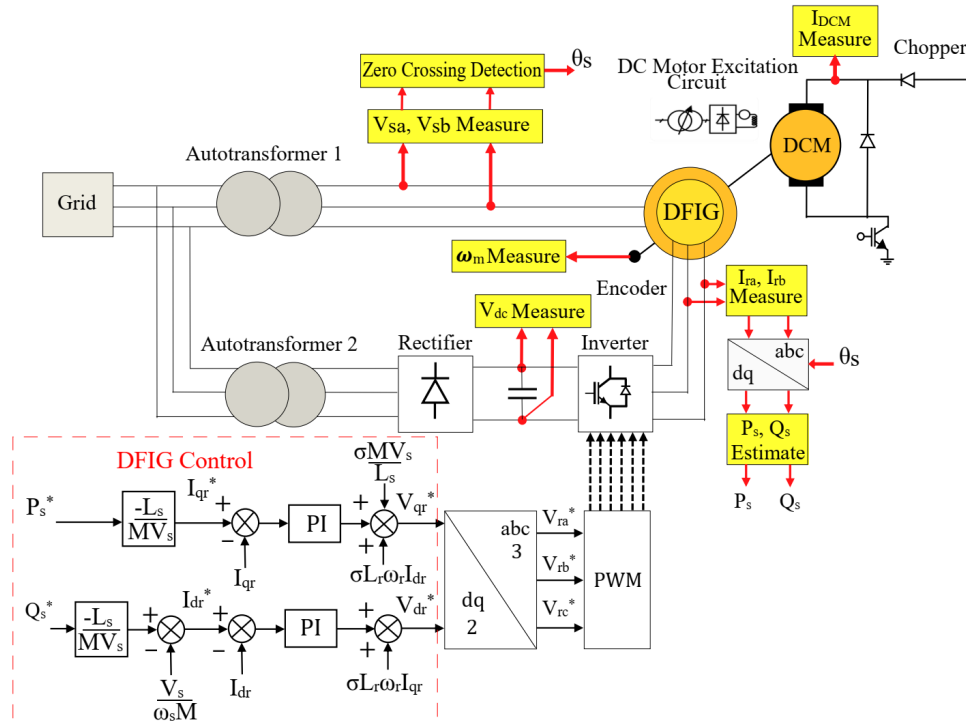 I_DCM
Measure
Chopper
θs
Zero Crossing Detection
DC Motor Excitation
Circuit
Vsa, Vsb Measure
DCM
Autotransformer 1
Grid
DFIG
ωm Measure
Encoder
Ira, Irb
Measure
Vdc Measure
Autotransformer 2
Rectifier
Inverter
abc
dq
θs
Ps, Qs
Estimate
Ps
Qs
DFIG Control
σMVs
Ls
Ps*
-Ls
MVs
Iqr*
+
−
Iqr
PI
+
+
Vqr*
σLrωrIdr
abc
3
dq
2
Vra*
Vrb*
Vrc*
PWM
Qs*
-Ls
MVs
+
−
Vs
ωsM
Idr*
+
−
Idr
PI
+
+
Vdr*
σLrωrIqr